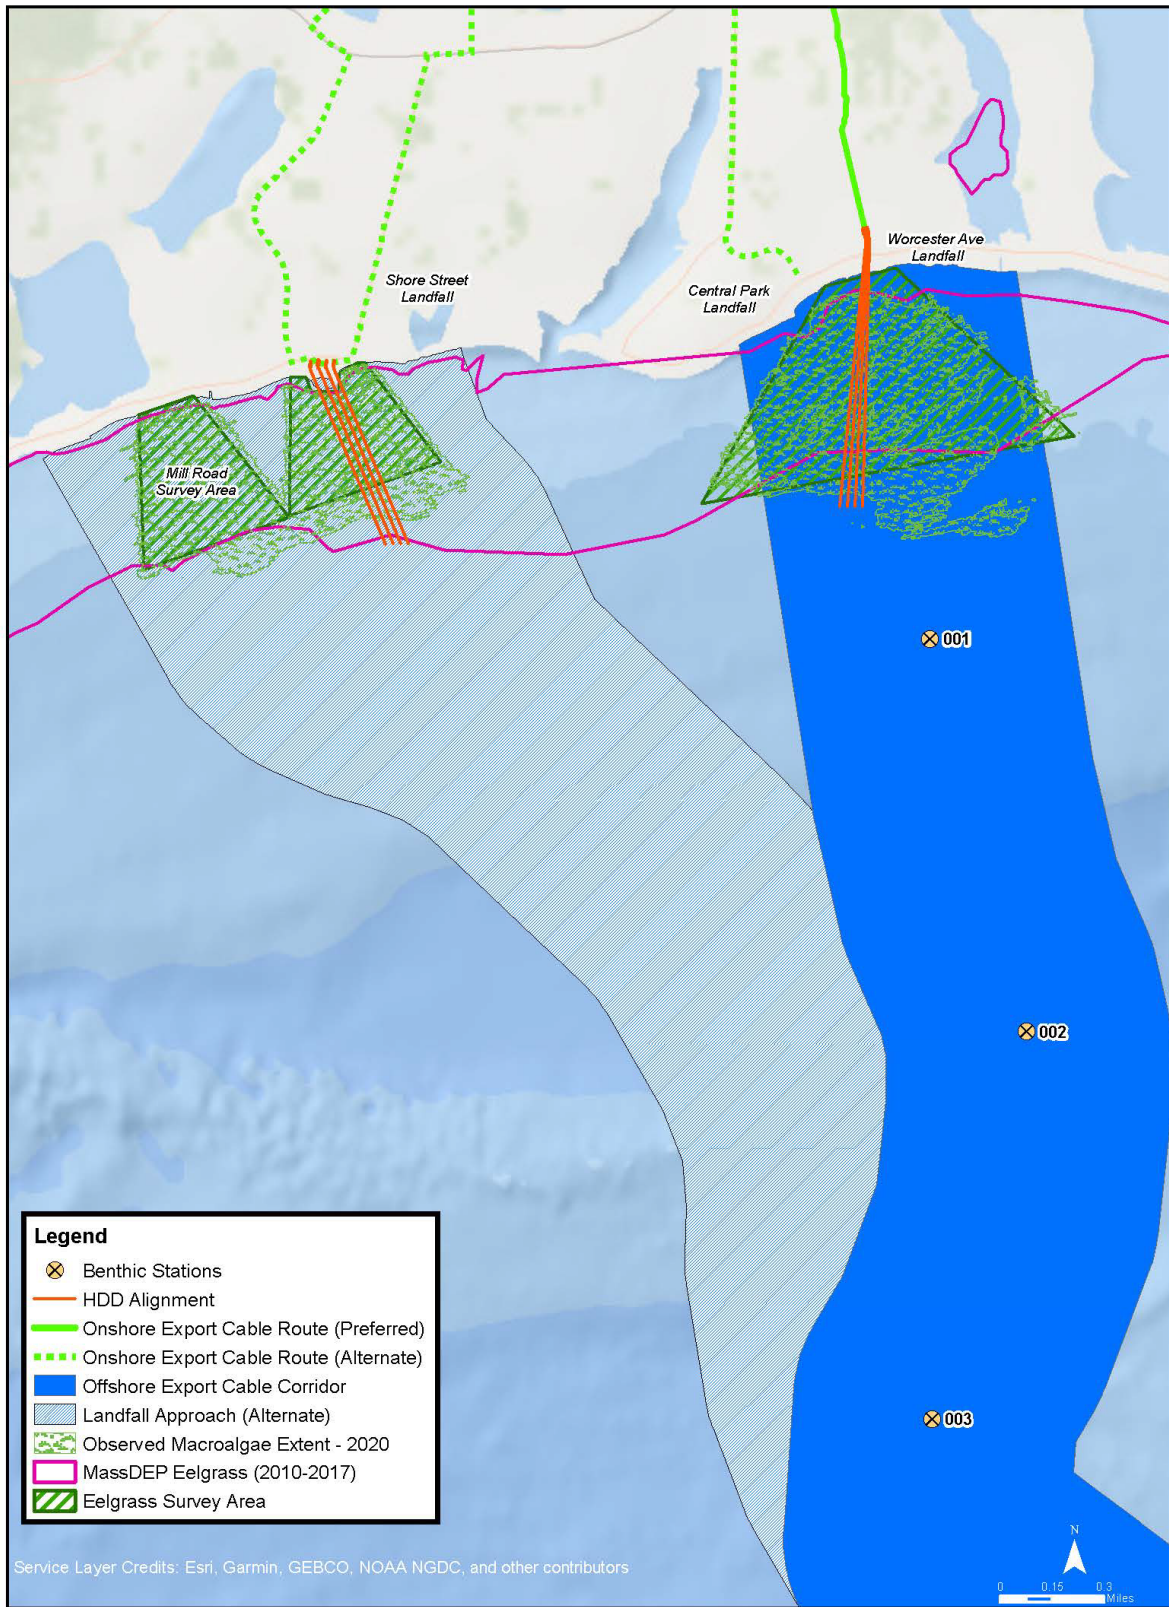 Worcester Ave
Landfall
Shore Street
Landfall
Central Park
Landfall
Mill Road
Survey Area
001
002
003
Legend
Benthic Stations
HDD Alignment
Onshore Export Cable Route (Preferred)
Onshore Export Cable Route (Alternate)
Offshore Export Cable Corridor
Landfall Approach (Alternate)
Observed Macroalgae Extent - 2020
MassDEP Eelgrass (2010-2017)
Eelgrass Survey Area
Service Layer Credits: Esri, Garmin, GEBCO, NOAA NGDC, and other contributors
N
0 0.15 0.3
Miles